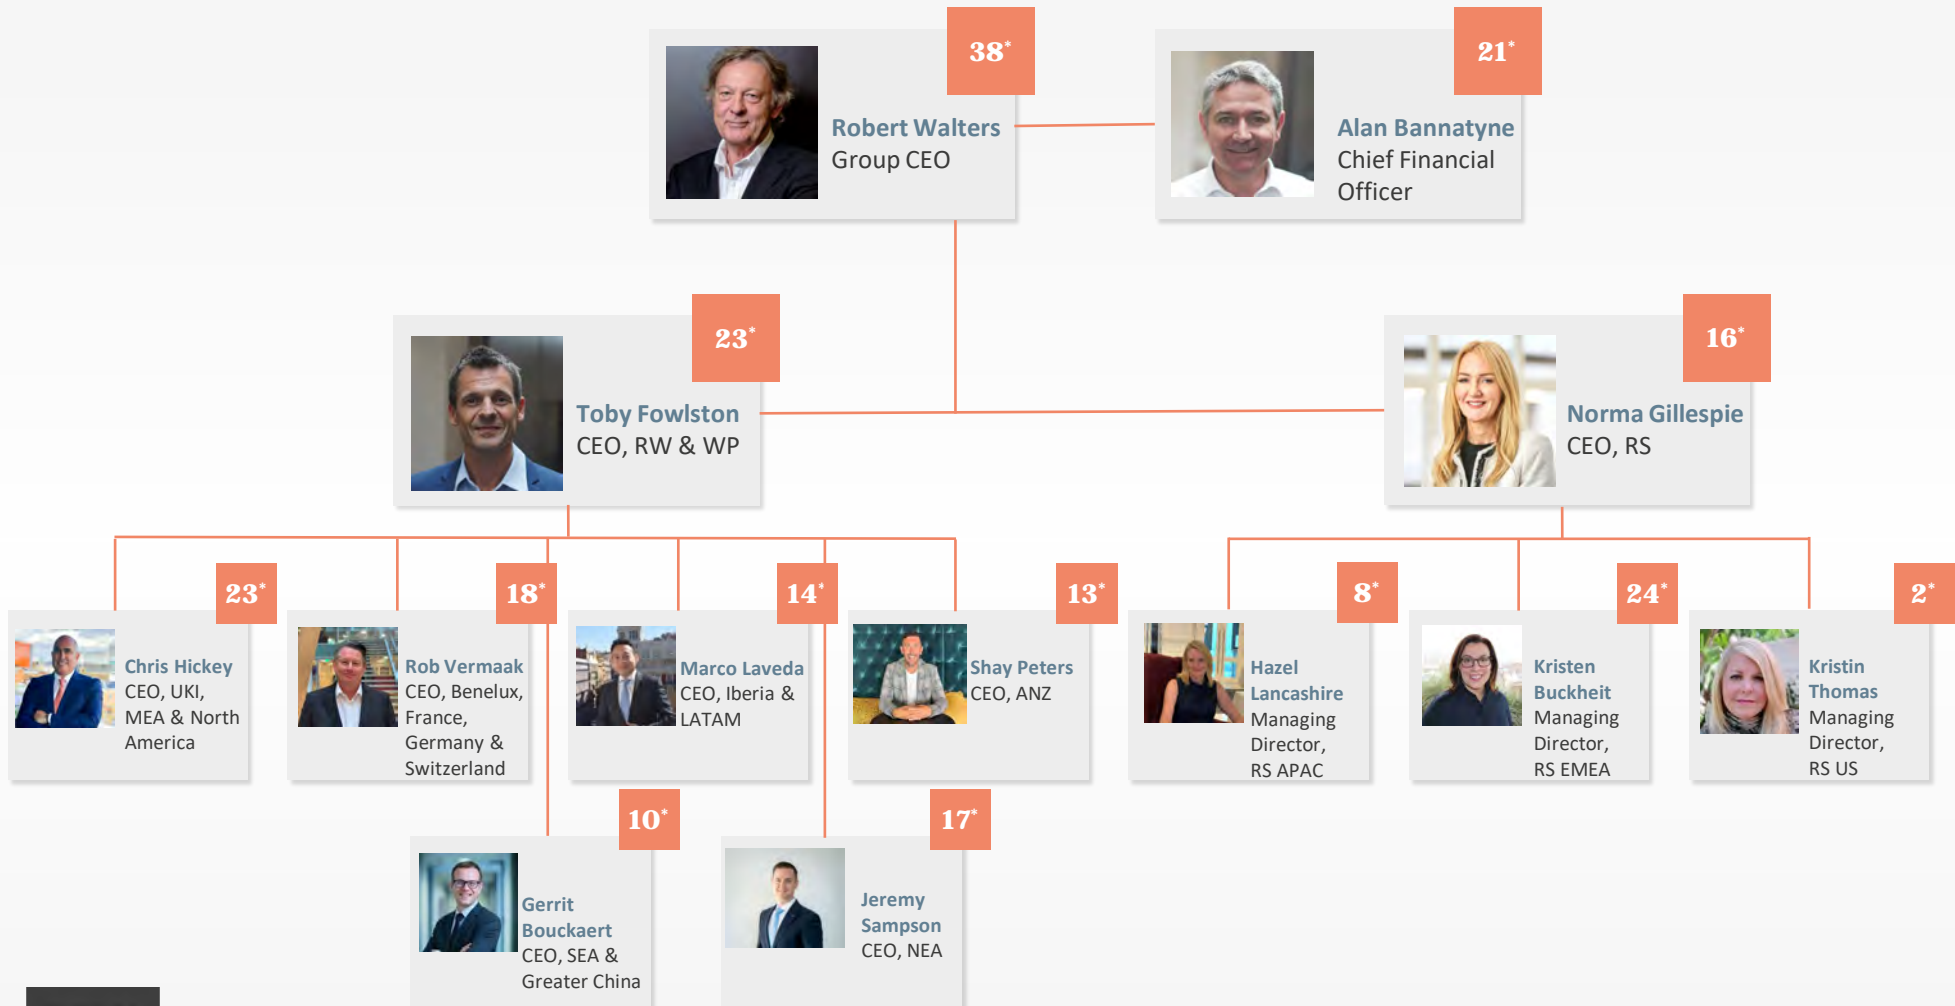 38*
Robert Walters
Group CEO
21*
Alan Bannatyne
Chief Financial
Officer
23*
Toby Fowlston
CEO, RW & WP
16*
Norma Gillespie
CEO, RS
23*
Chris Hickey
CEO, UKI,
MEA & North
America
18*
Rob Vermaak
CEO, Benelux,
France,
Germany &
Switzerland
14*
Marco Laveda
CEO, Iberia &
LATAM
13*
Shay Peters
CEO, ANZ
8*
Hazel
Lancashire
Managing
Director,
RS APAC
24*
Kristen
Buckheit
Managing
Director,
RS EMEA
2*
Kristin
Thomas
Managing
Director,
RS US
10*
Gerrit
Bouckaert
CEO, SEA &
Greater China
17*
Jeremy
Sampson
CEO, NEA